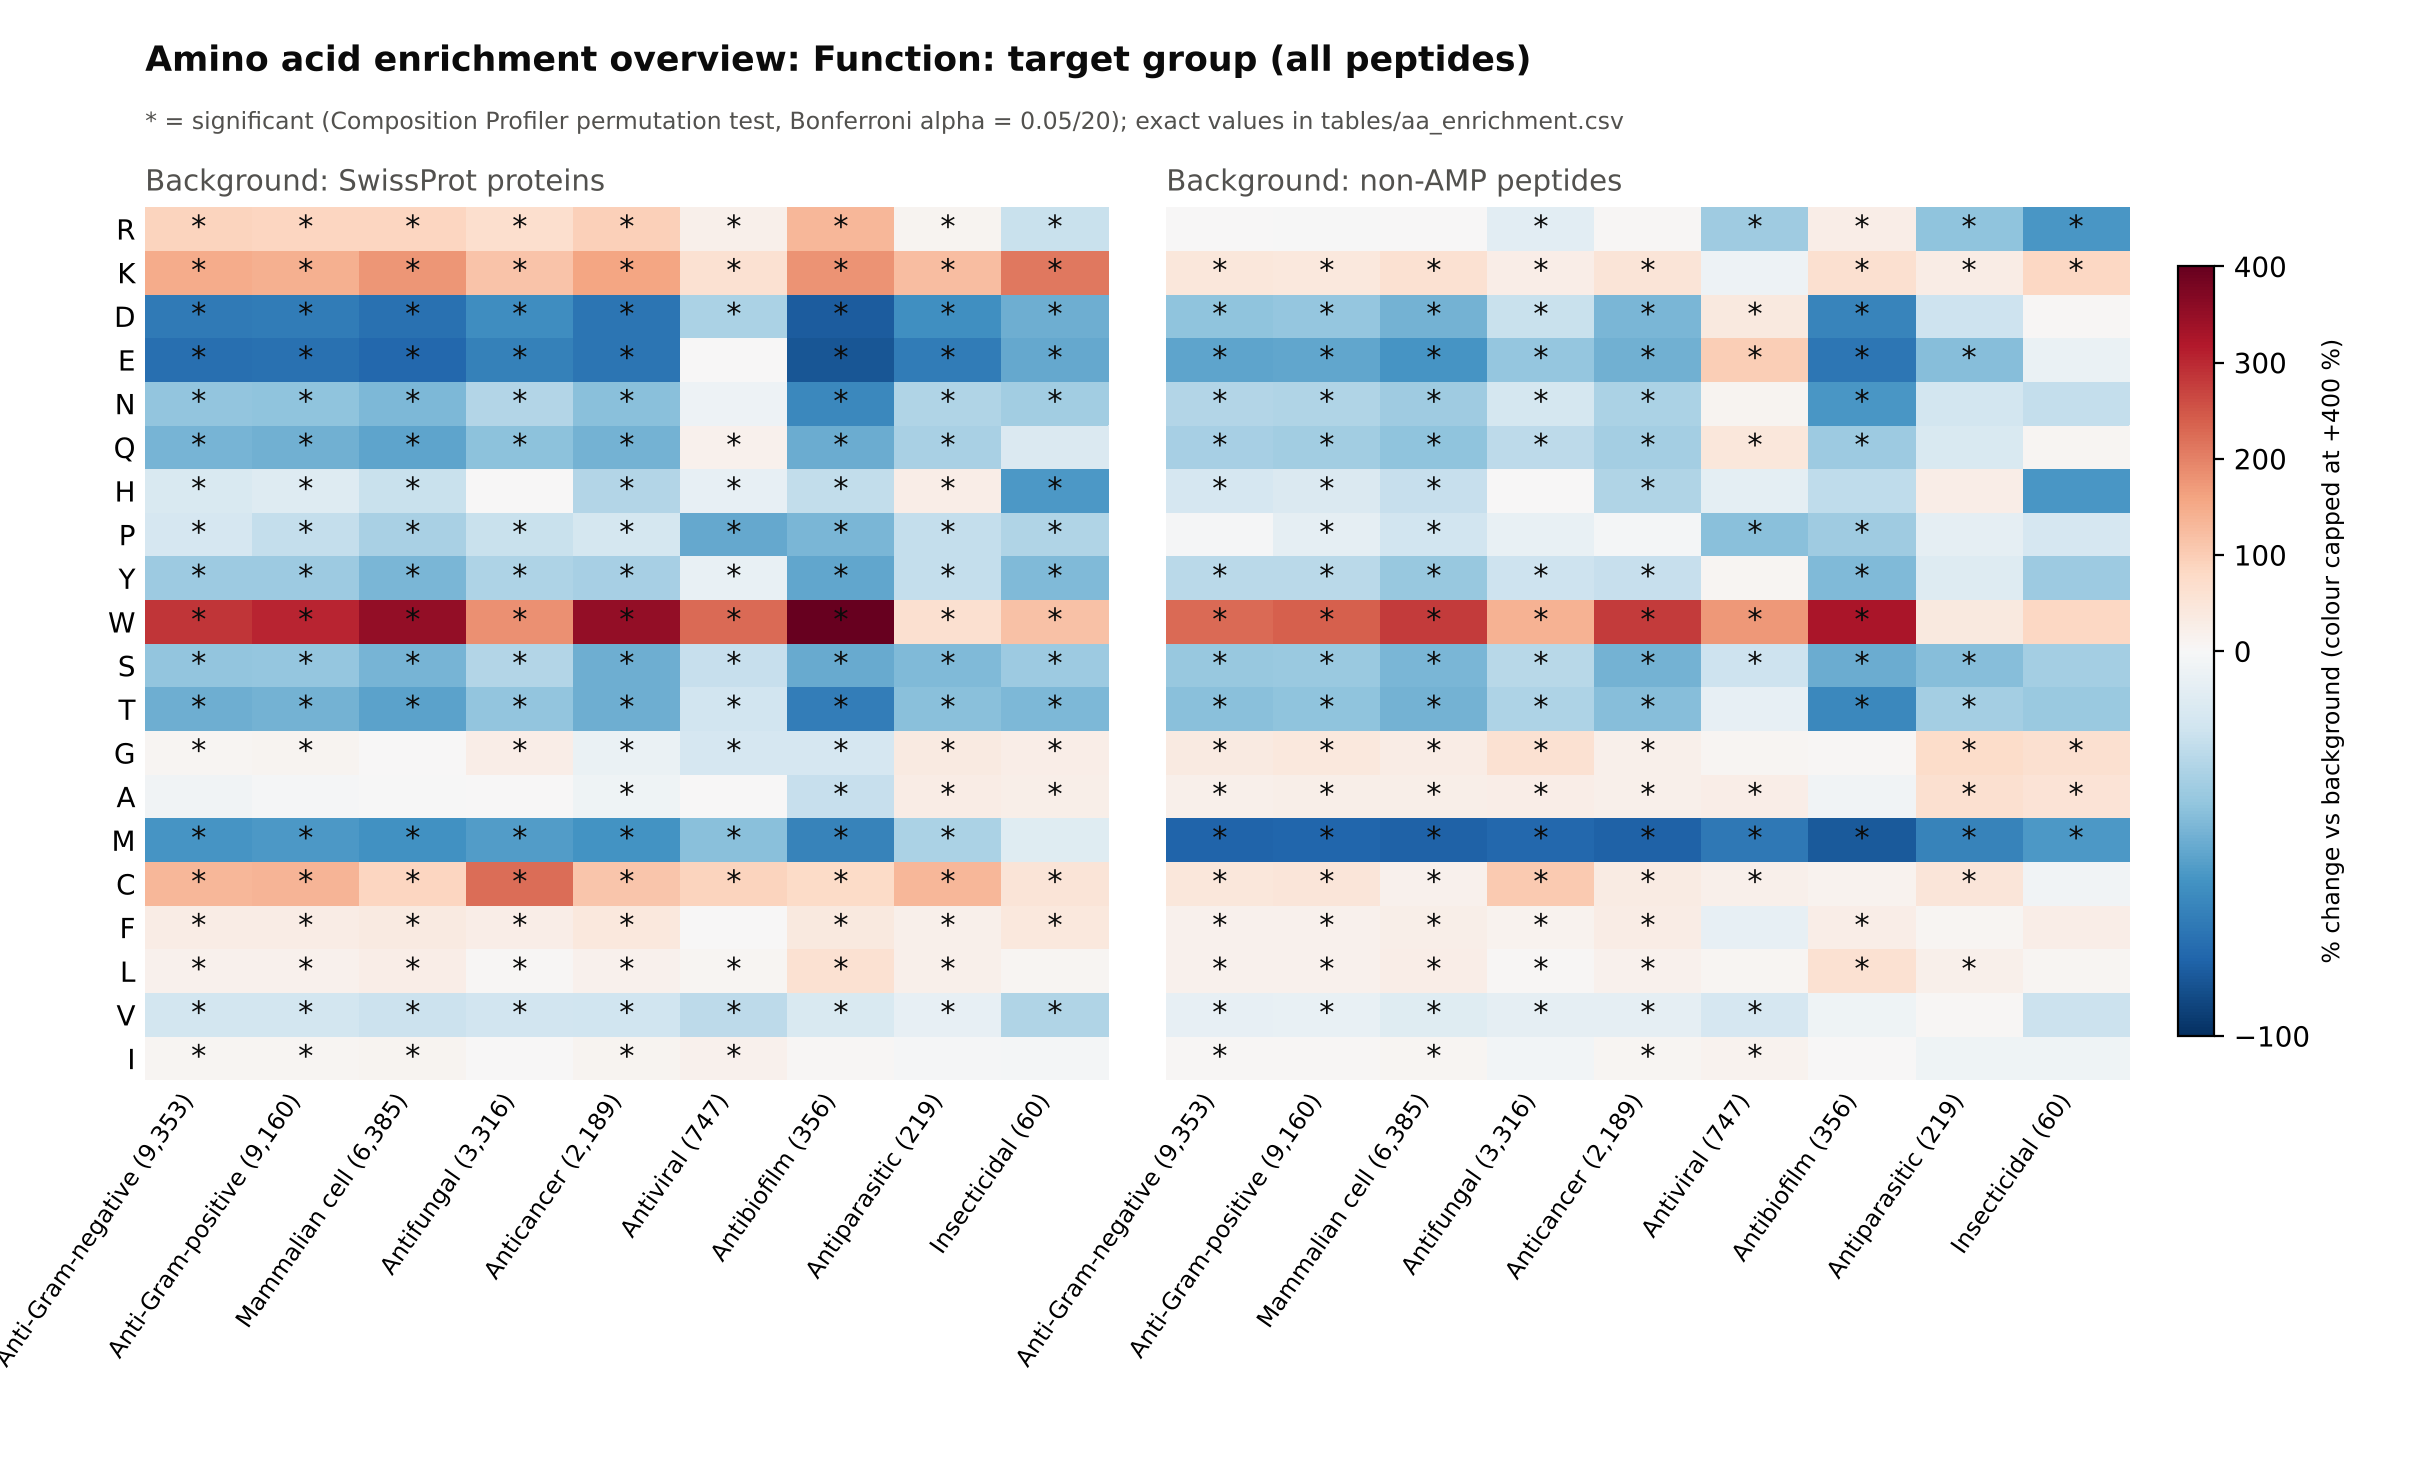 Amino acid enrichment overview: Function: target group (all peptides)
* = significant (Composition Profiler permutation test, Bonferroni alpha = 0.05/20); exact values in tables/aa_enrichment.csv
Background: SwissProt proteins
Background: non-AMP peptides
R * * * * * * * * * * * * * *
K * * * * * * * * * * * * * * * * *
D * * * * * * * * * * * * * * * *
E * * * * * * * * * * * * * * * *
N * * * * * * * * * * * * * *
Q * * * * * * * * * * * * * * *
H * * * * * * * * * * * *
P * * * * * * * * * * * * *
Y * * * * * * * * * * * * * * *
W * * * * * * * * * * * * * * * *
S * * * * * * * * * * * * * * * * *
T * * * * * * * * * * * * * * * *
G * * * * * * * * * * * * * * *
A * * * * * * * * * * * *
M * * * * * * * * * * * * * * * * *
C * * * * * * * * * * * * * * * *
F * * * * * * * * * * * * * *
L * * * * * * * * * * * * * * *
V * * * * * * * * * * * * * * *
I * * * * * * * * *
400
300
200
100
0
−100
% change vs background (colour capped at +400 %)
Anti-Gram-negative (9,353)
Anti-Gram-positive (9,160)
Mammalian cell (6,385)
Antifungal (3,316)
Anticancer (2,189)
Antiviral (747)
Antibiofilm (356)
Antiparasitic (219)
Insecticidal (60)
Anti-Gram-negative (9,353)
Anti-Gram-positive (9,160)
Mammalian cell (6,385)
Antifungal (3,316)
Anticancer (2,189)
Antiviral (747)
Antibiofilm (356)
Antiparasitic (219)
Insecticidal (60)